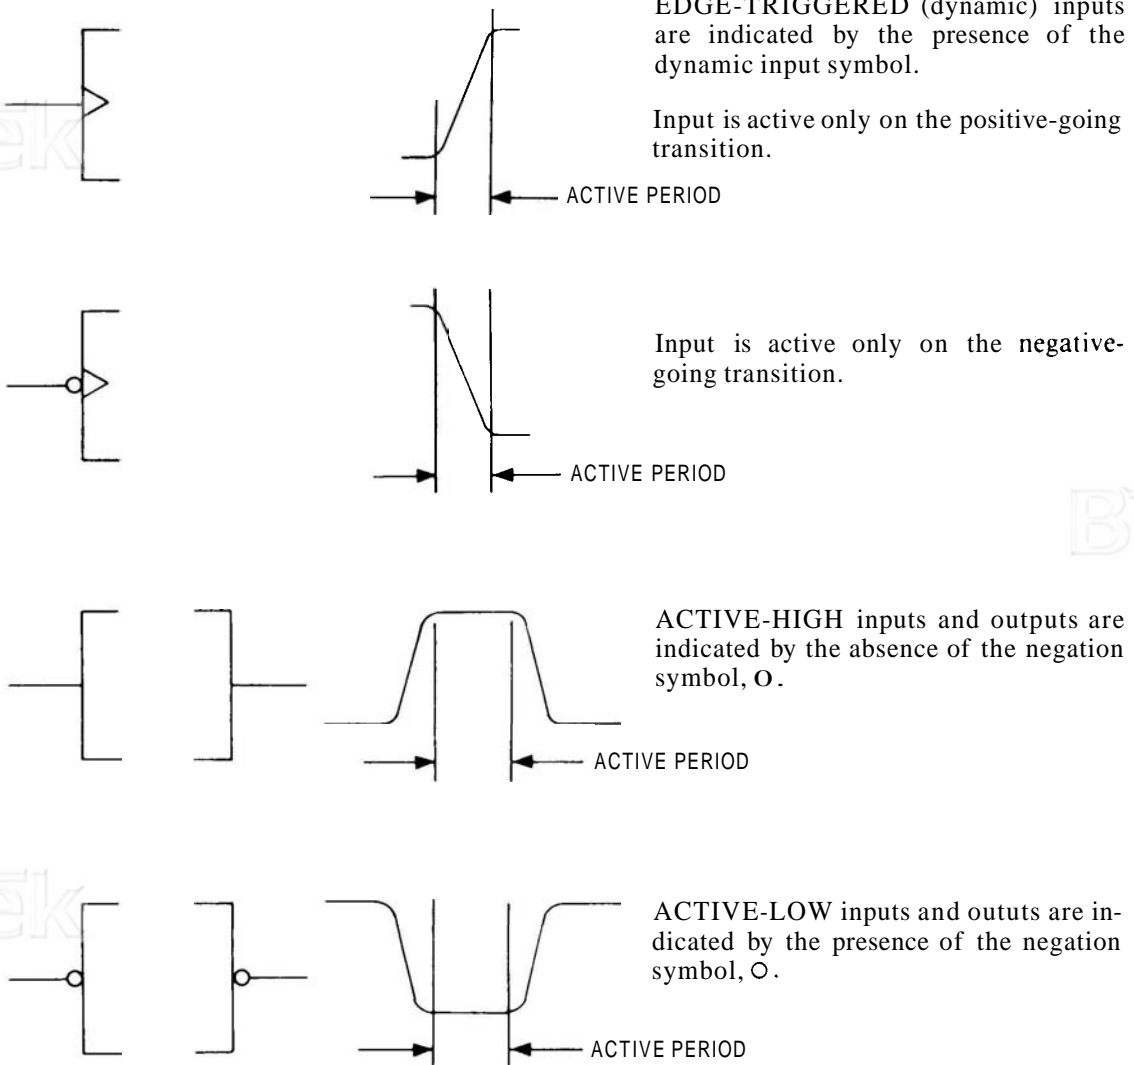 EDGE-TRIGGERED (dynamic) inputs
are indicated by the presence of the
dynamic input symbol.
Input is active only on the positive-going
transition.
ACTIVE PERIOD
Input is active only on the negative-
going transition.
ACTIVE PERIOD
ACTIVE-HIGH inputs and outputs are
indicated by the absence of the negation
symbol, O.
ACTIVE PERIOD
ACTIVE-LOW inputs and oututs are in-
dicated by the presence of the negation
symbol, O.
ACTIVE PERIOD